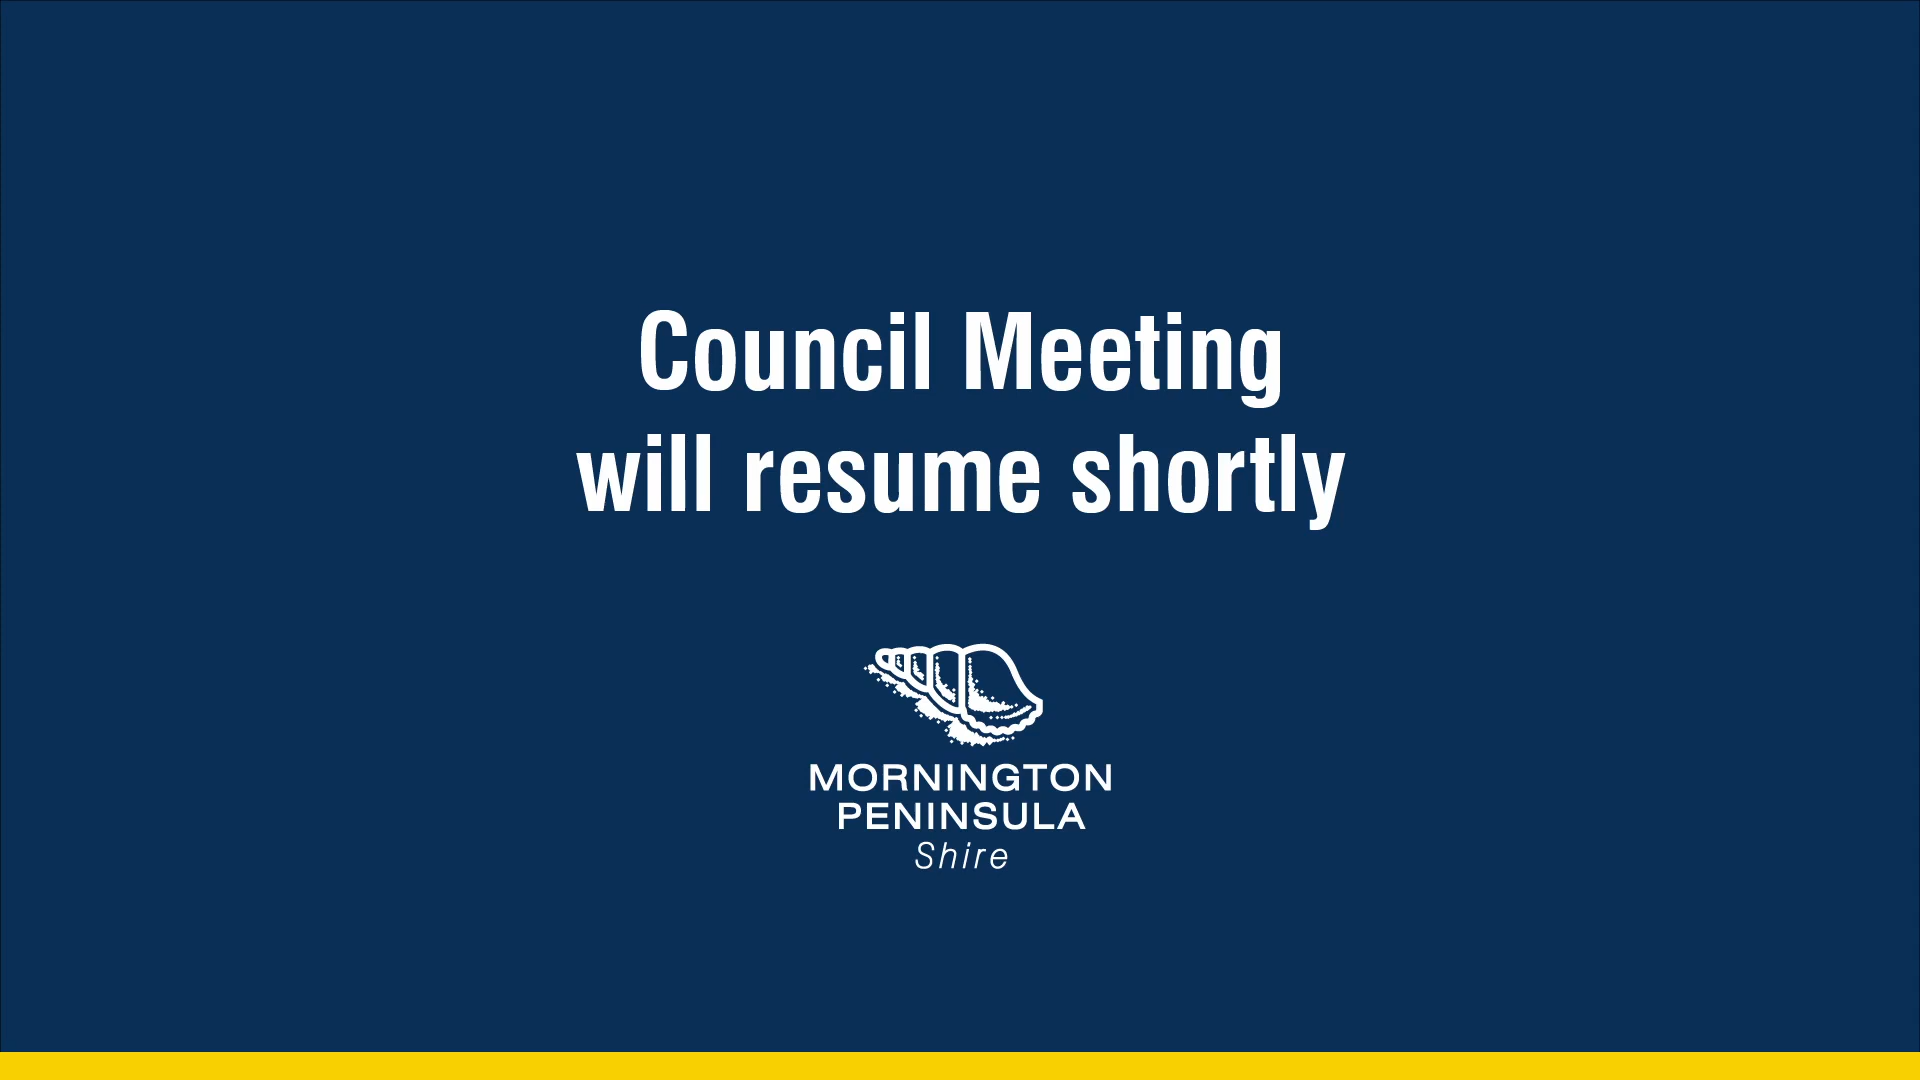 Council Meeting
will resume shortly
MORNINGTON
PENINSULA
Shire